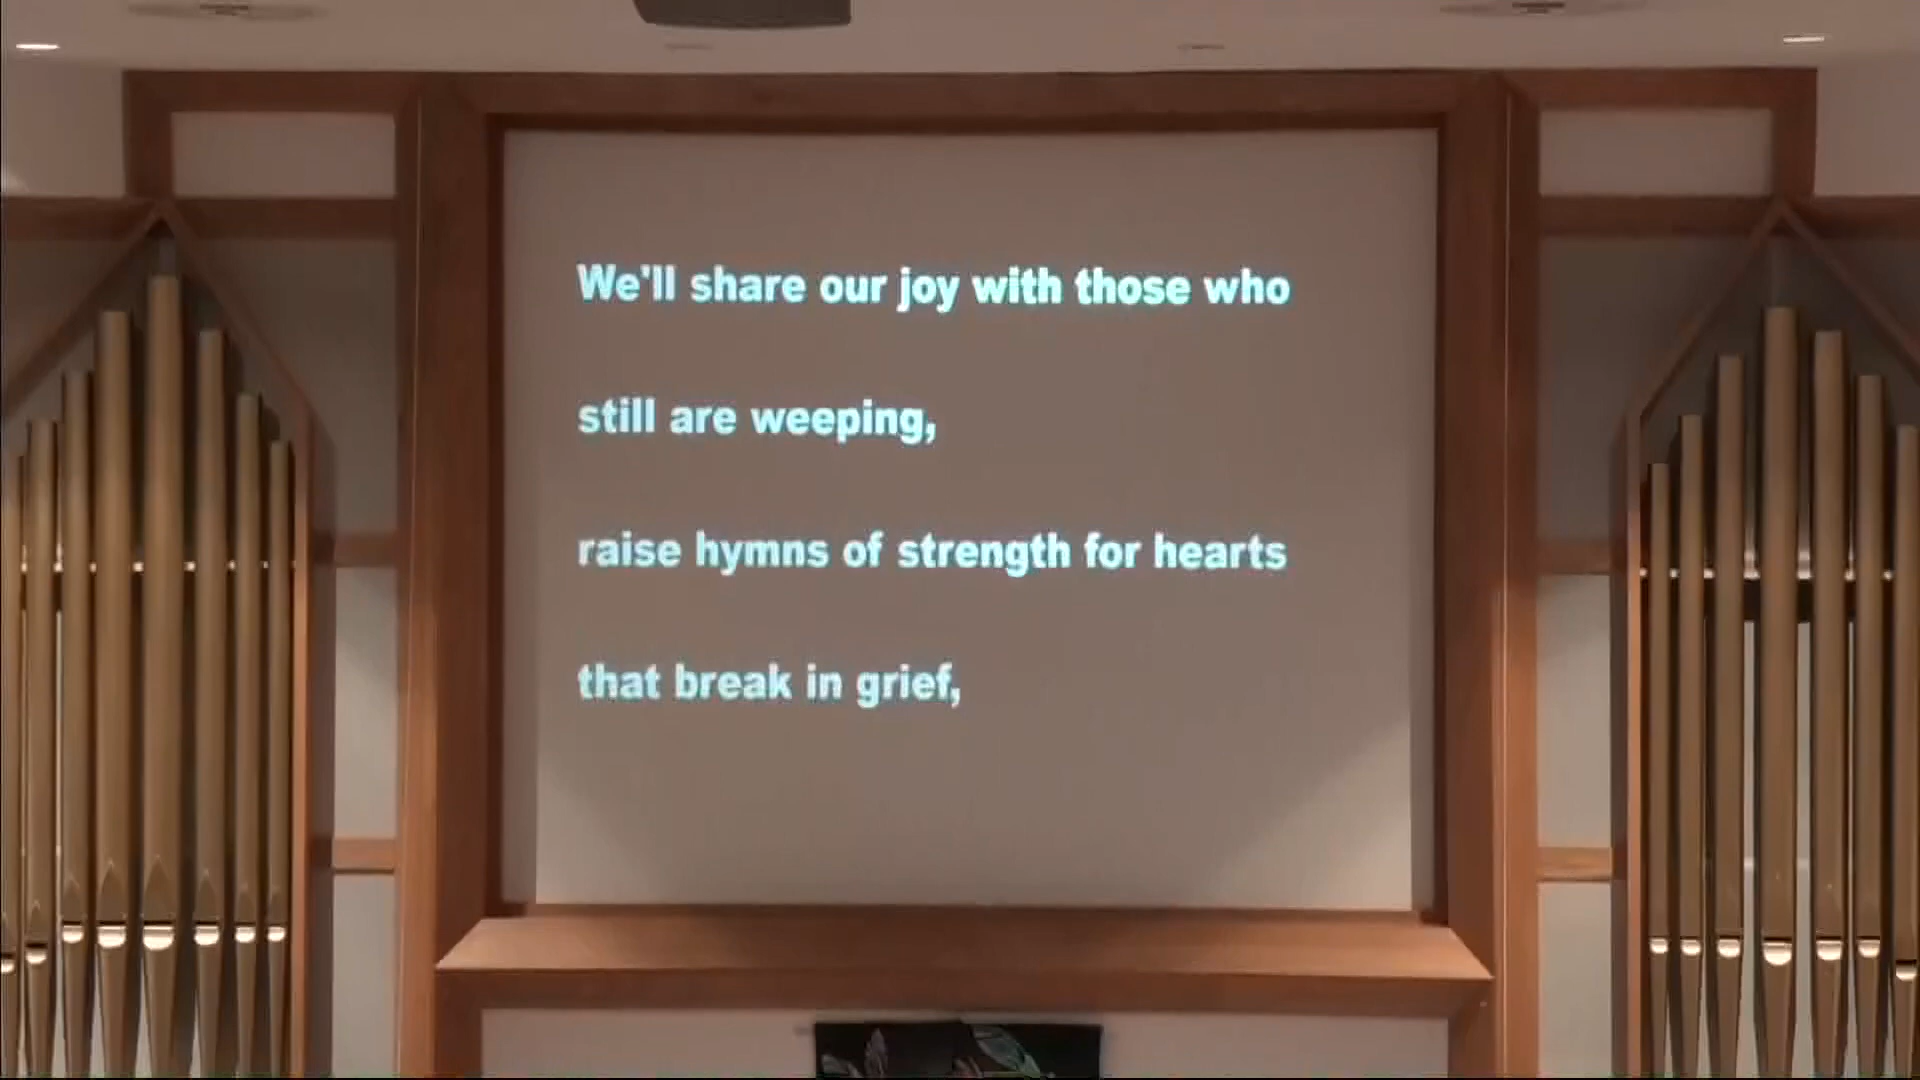 We'll share our joy with those who
still are weeping,
raise hymns of strength for hearts
that break in grief,